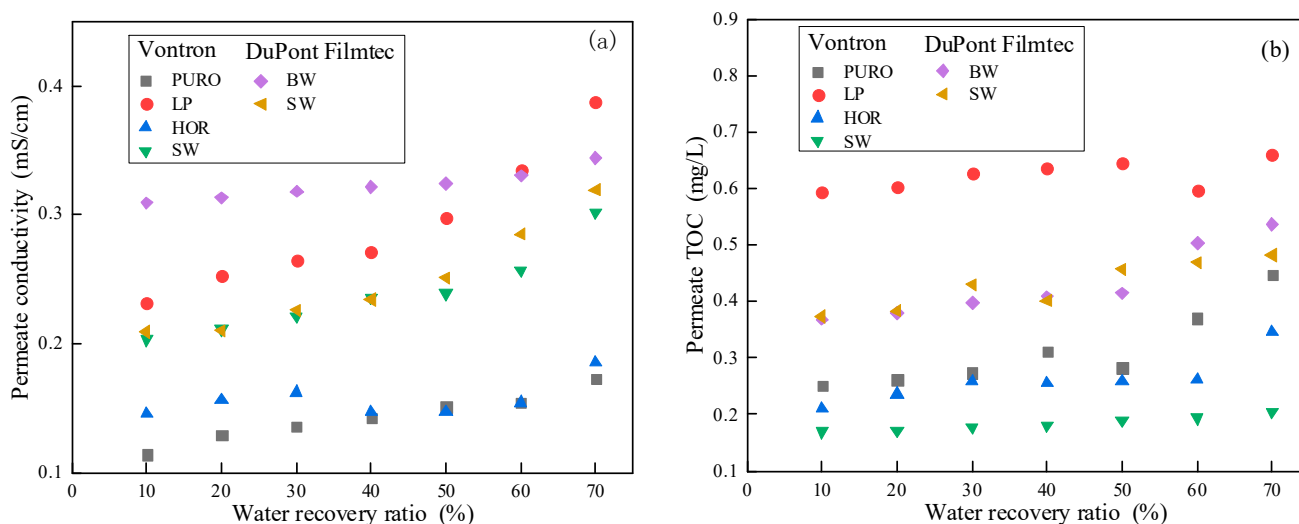 (a)
Vontron DuPont Filmtec
PURO BW
LP SW
HOR
SW
Permeate conductivity (mS/cm)
0.4
0.3
0.2
0.1
0 10 20 30 40 50 60 70
Water recovery ratio (%)
(b)
Vontron DuPont Filmtec
PURO BW
LP SW
HOR
SW
Permeate TOC (mg/L)
0.9
0.8
0.7
0.6
0.5
0.4
0.3
0.2
0.1
0 10 20 30 40 50 60 70
Water recovery ratio (%)